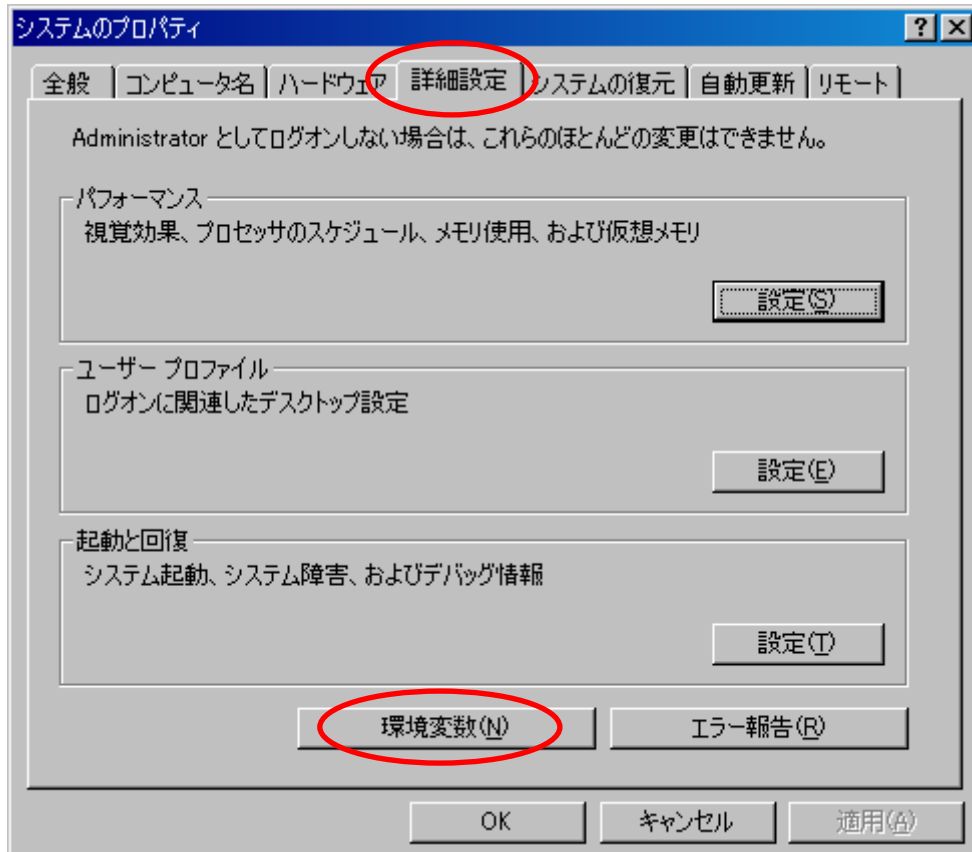 システムのプロパティ
全般 コンピュータ名 ハードウェア 詳細設定 システムの復元 自動更新 リモート
Administrator としてログオンしない場合は、これらのほとんどの変更はできません。
パフォーマンス
視覚効果、プロセッサのスケジュール、メモリ使用、および仮想メモリ
設定(S)
ユーザー プロファイル
ログオンに関連したデスクトップ設定
設定(E)
起動と回復
システム起動、システム障害、およびデバッグ情報
設定(T)
環境変数(N) エラー報告(R)
OK キャンセル 適用(A)